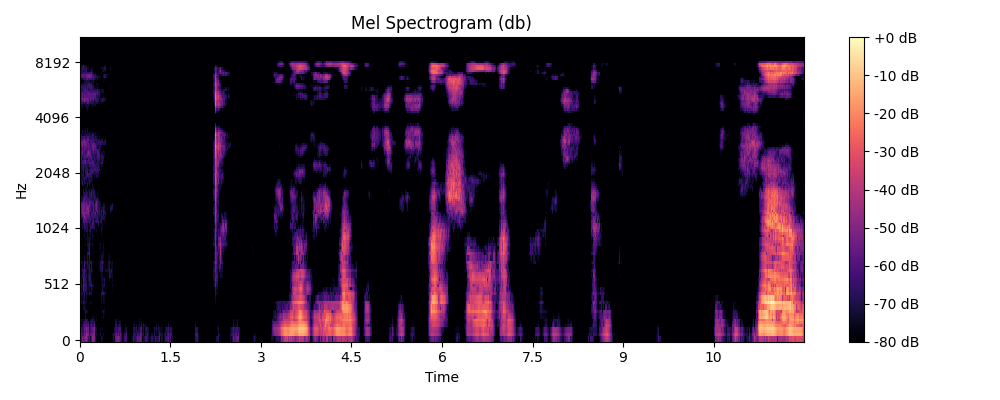 Mel Spectrogram (db)
8192
4096
2048
1024
512
0
Hz
0 1.5 3 4.5 6 7.5 9 10
Time
+0 dB
-10 dB
-20 dB
-30 dB
-40 dB
-50 dB
-60 dB
-70 dB
-80 dB